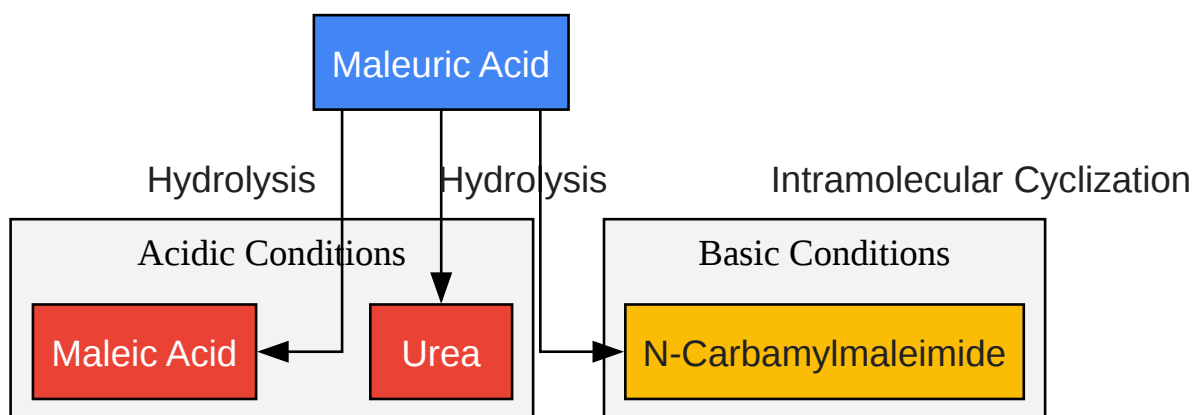 Maleuric Acid
Hydrolysis
Hydrolysis
Intramolecular Cyclization
Acidic Conditions
Basic Conditions
Maleic Acid
Urea
N-Carbamylmaleimide